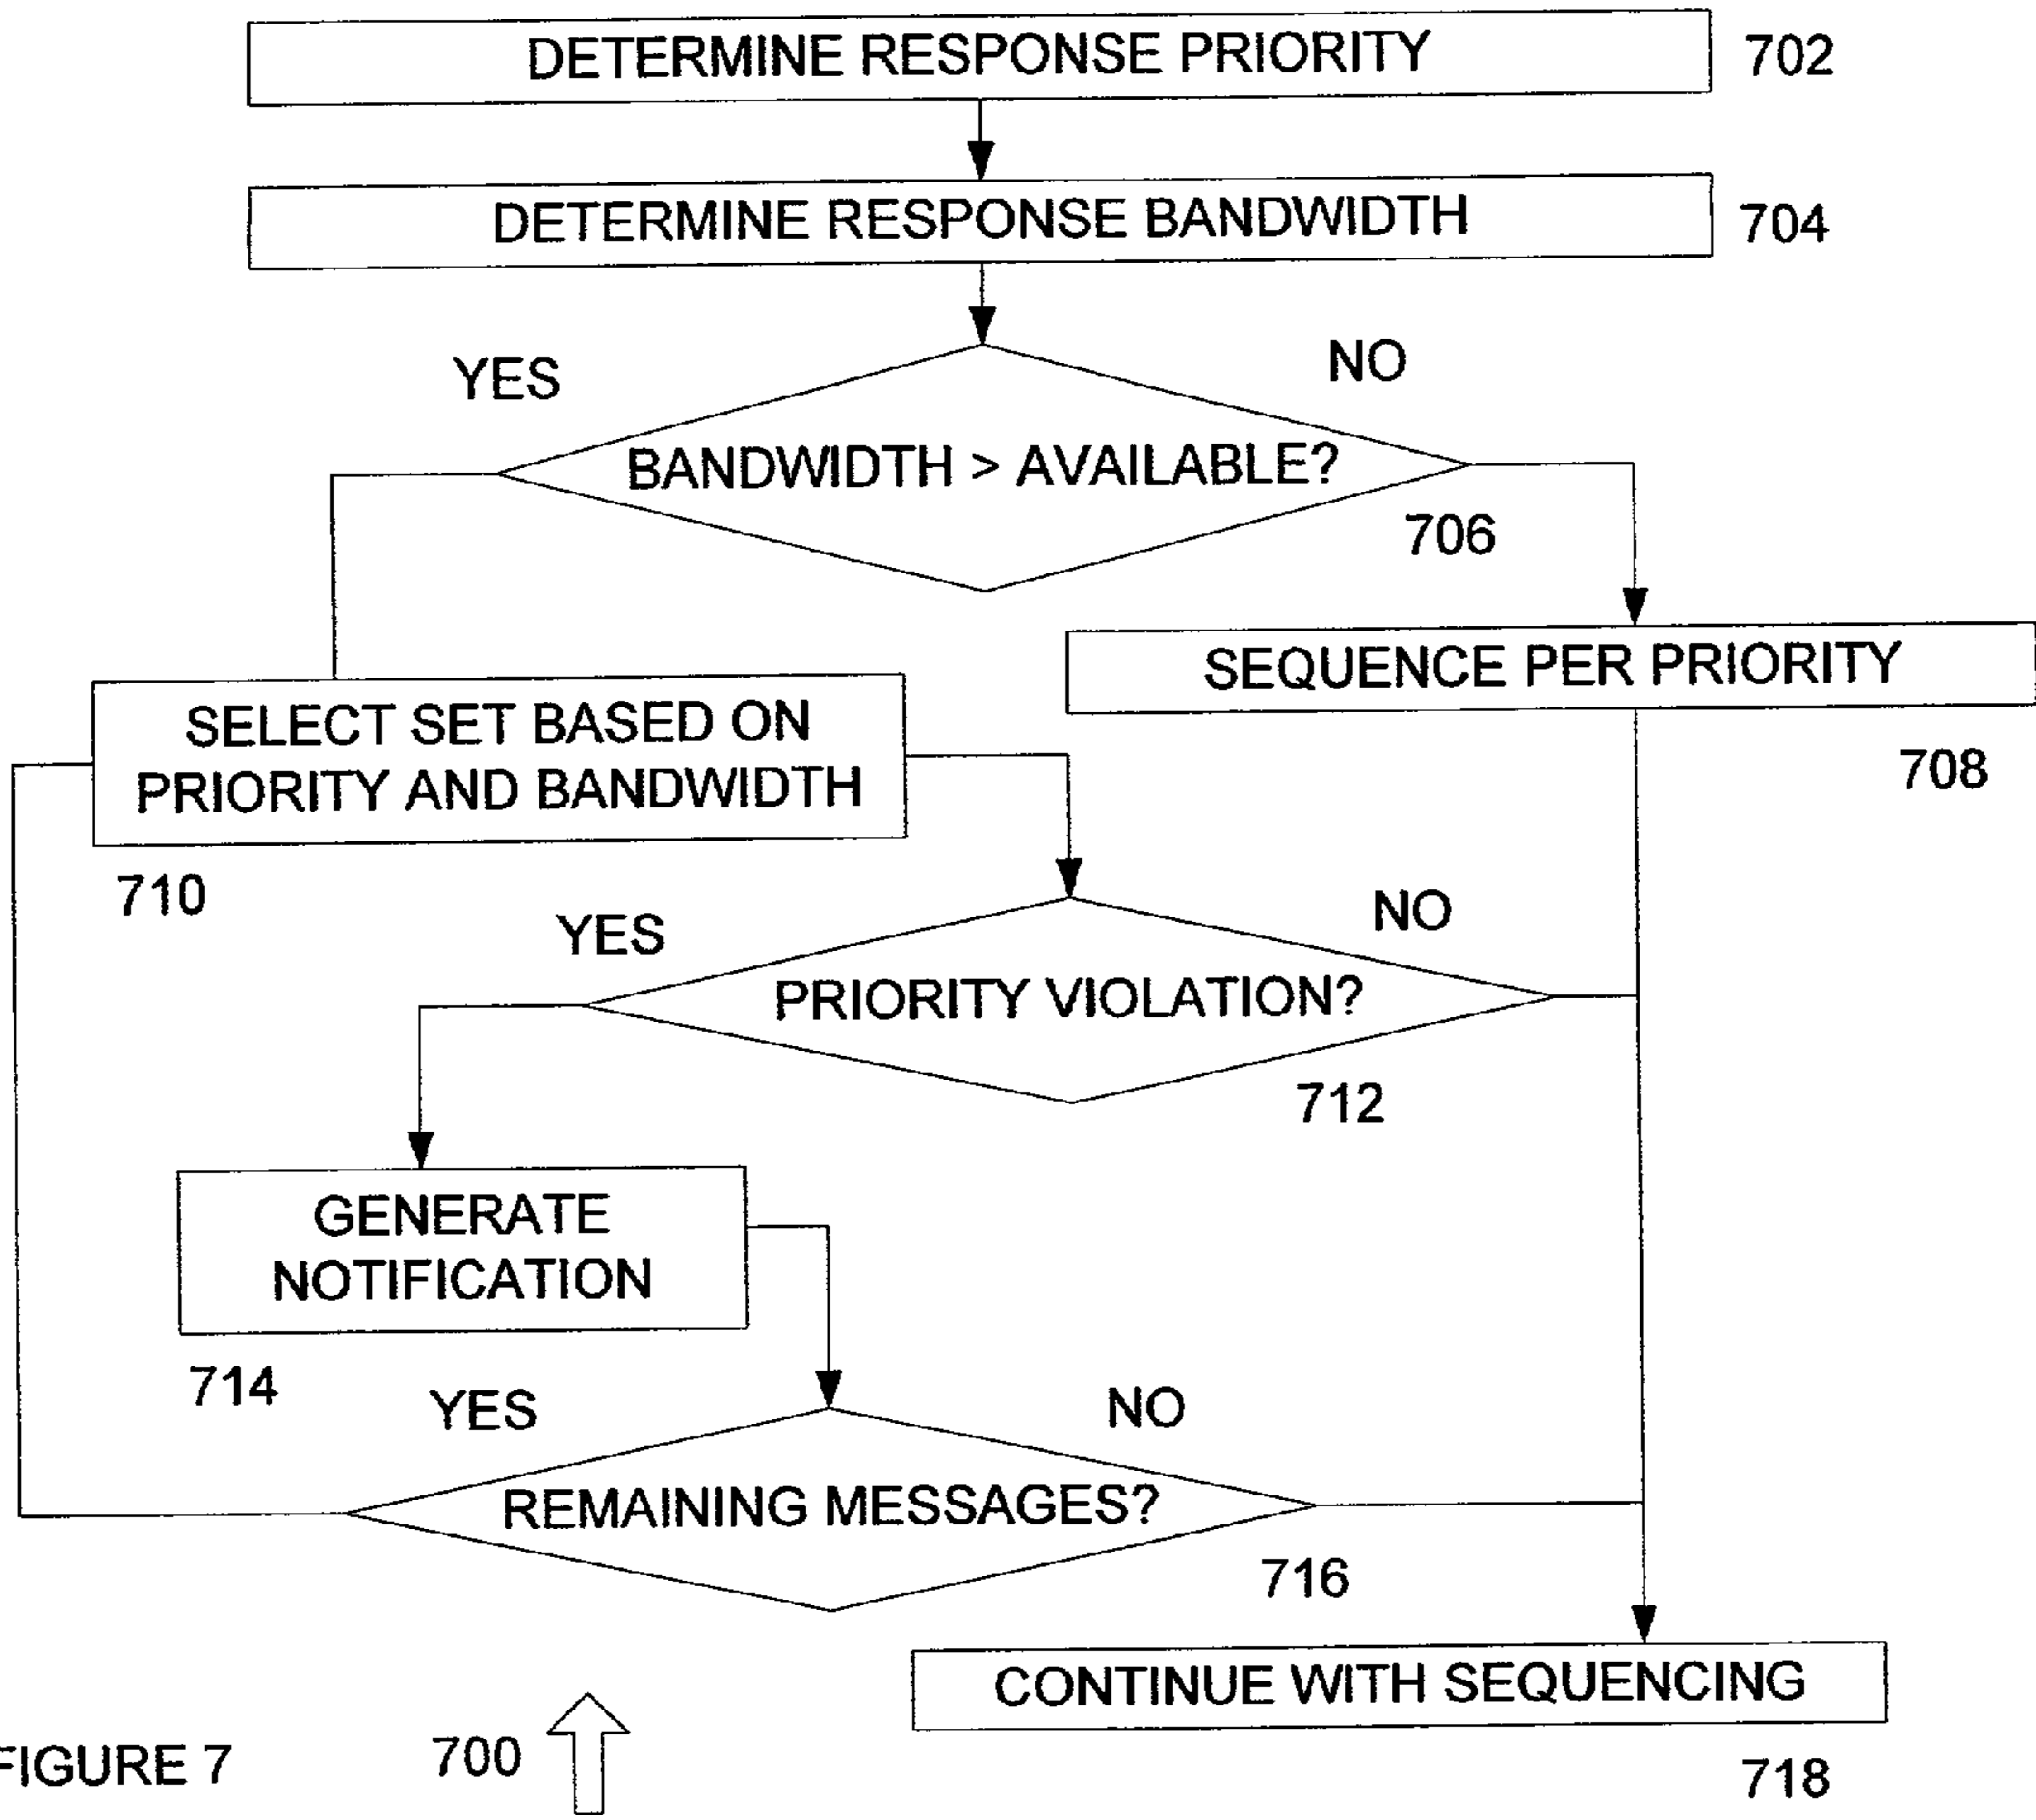 DETERMINE RESPONSE PRIORITY
702
DETERMINE RESPONSE BANDWIDTH
704
YES
NO
BANDWIDTH > AVAILABLE?
706
SEQUENCE PER PRIORITY
708
SELECT SET BASED ON
PRIORITY AND BANDWIDTH
710
YES
NO
PRIORITY VIOLATION?
712
GENERATE
NOTIFICATION
714
YES
NO
REMAINING MESSAGES?
716
CONTINUE WITH SEQUENCING
718
FIGURE 7
700